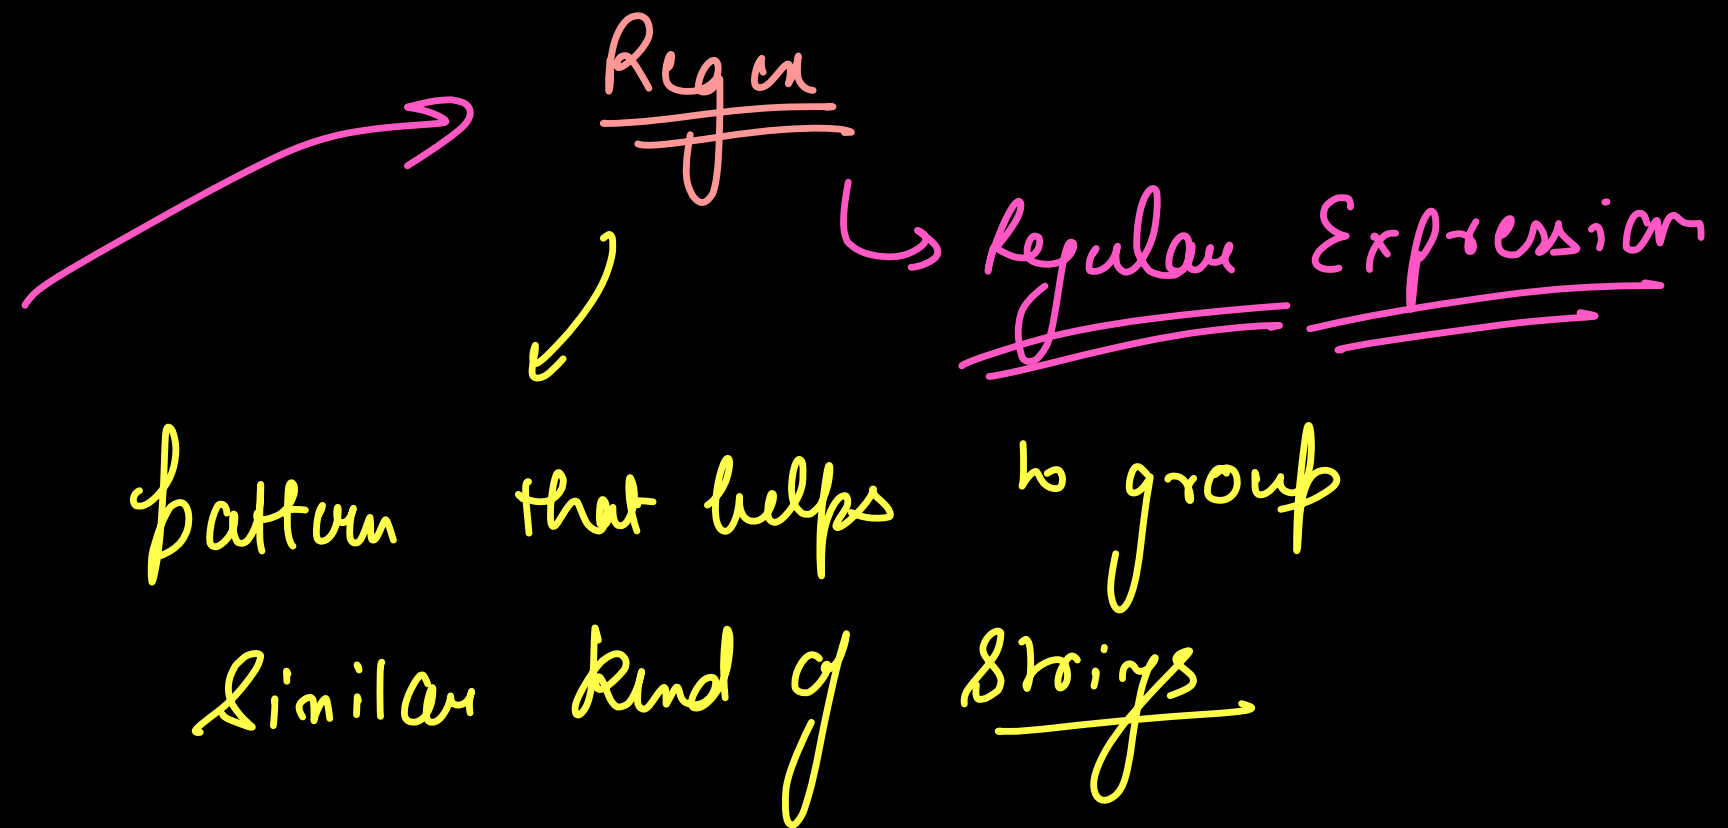 Regex
Regular Expression
pattern that helps to group
similar kind of strings